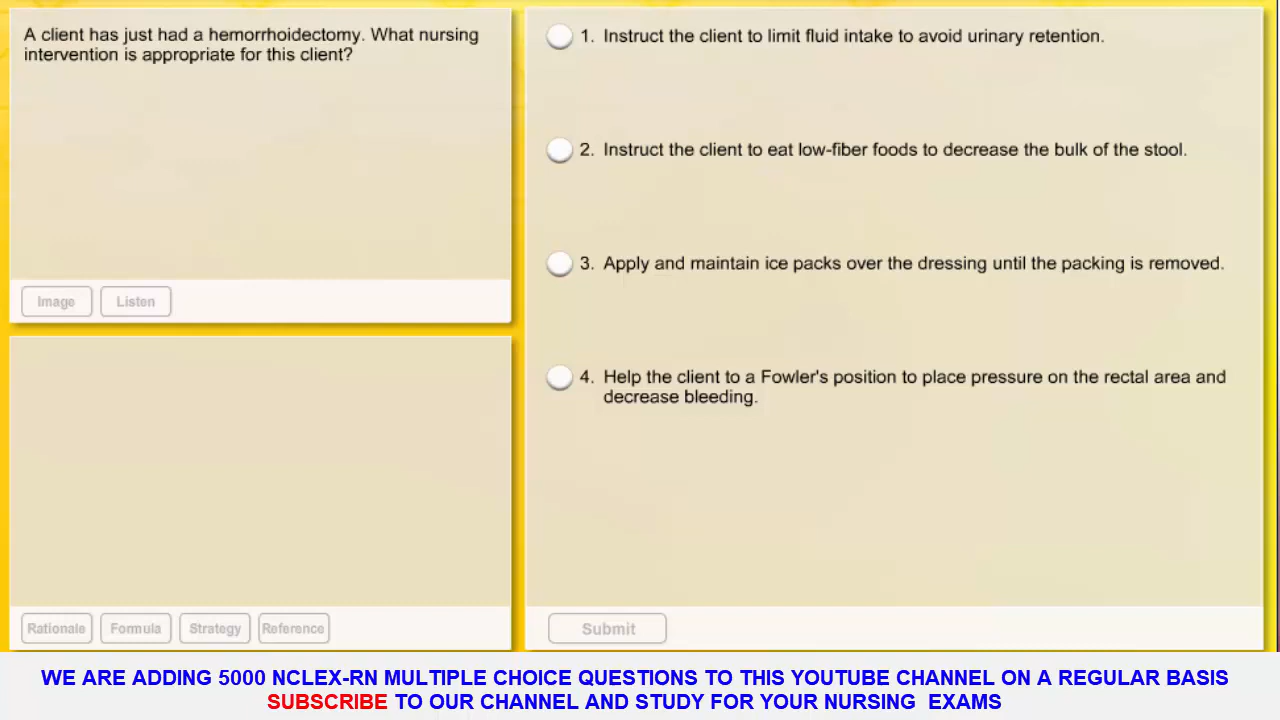 A client has just had a hemorrhoidectomy. What nursing
intervention is appropriate for this client?
Image
Listen
Rationale
Formula
Strategy
Reference
1. Instruct the client to limit fluid intake to avoid urinary retention.
2. Instruct the client to eat low-fiber foods to decrease the bulk of the stool.
3. Apply and maintain ice packs over the dressing until the packing is removed.
4. Help the client to a Fowler's position to place pressure on the rectal area and
decrease bleeding.
Submit
WE ARE ADDING 5000 NCLEX-RN MULTIPLE CHOICE QUESTIONS TO THIS YOUTUBE CHANNEL ON A REGULAR BASIS
SUBSCRIBE TO OUR CHANNEL AND STUDY FOR YOUR NURSING EXAMS